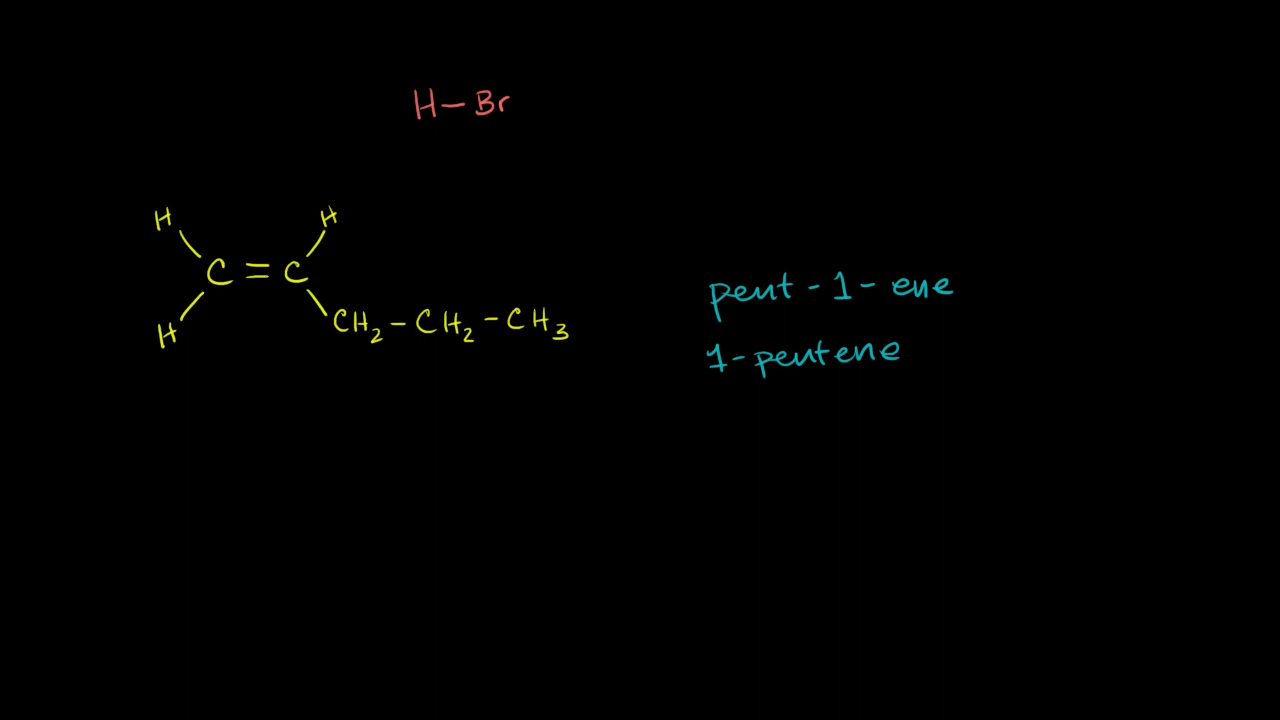 H-Br
H H
C = C
H CH2 - CH2 - CH3
pent - 1 - ene
1-pentene